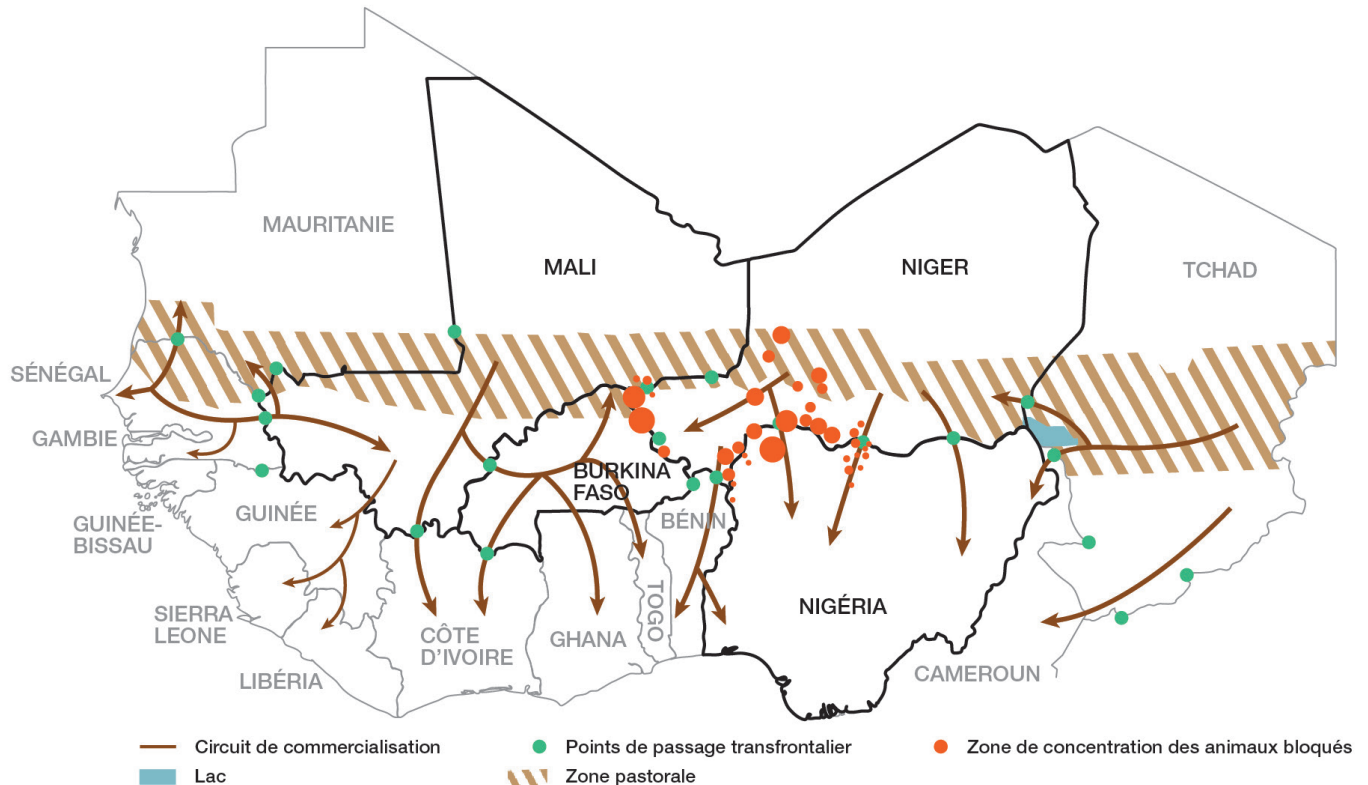 MAURITANIE
MALI
NIGER
TCHAD
SÉNÉGAL
GAMBIE
BURKINA
FASO
GUINÉE
GUINÉE-
BISSAU
BÉNIN
TOGO
NIGÉRIA
SIERRA
LEONE
CÔTE
D'IVOIRE
GHANA
LIBÉRIA
CAMEROUN
Circuit de commercialisation
Points de passage transfrontalier
Zone de concentration des animaux bloqués
Lac
Zone pastorale